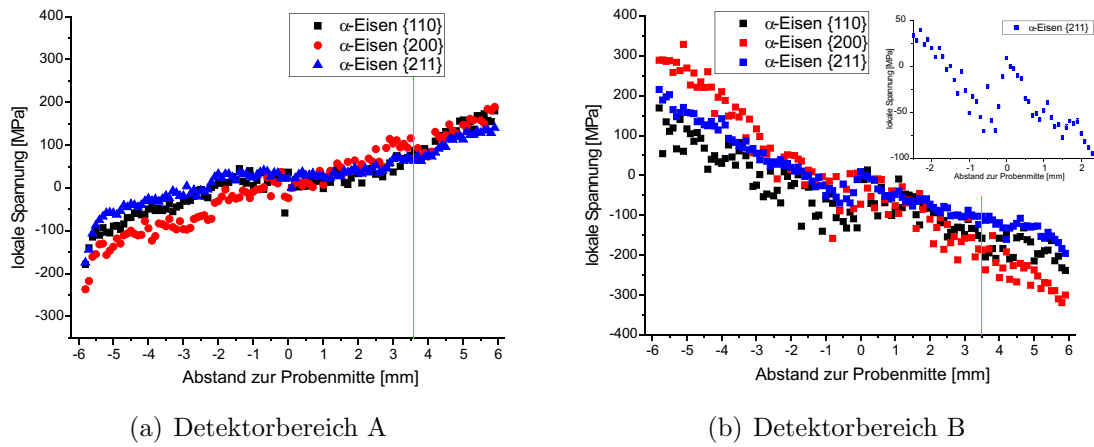 α-Eisen {110}
α-Eisen {200}
α-Eisen {211}
lokale Spannung [MPa]
300
200
100
0
-100
-200
-300
-6 -5 -4 -3 -2 -1 0 1 2 3 4 5 6
Abstand zur Probenmitte [mm]
(a) Detektorbereich A
α-Eisen {110}
α-Eisen {200}
α-Eisen {211}
lokale Spannung [MPa]
400
300
200
100
0
-100
-200
-300
-400
-6 -5 -4 -3 -2 -1 0 1 2 3 4 5 6
Abstand zur Probenmitte [mm]
α-Eisen {211}
lokale Spannung [MPa]
50
0
-50
-100
-2 -1 0 1 2
Abstand zur Probenmitte [mm]
(b) Detektorbereich B